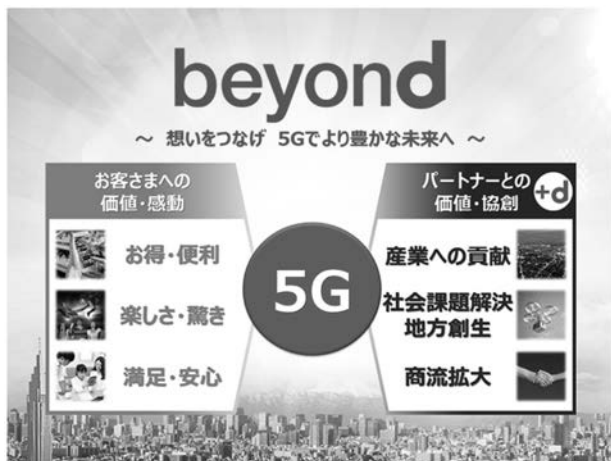 beyond
～ 想いをつなげ 5Gでより豊かな未来へ ～
お客さまへの
価値・感動
お得・便利
楽しさ・驚き
満足・安心
5G
パートナーとの
価値・協創
+d
産業への貢献
社会課題解決
地方創生
商流拡大